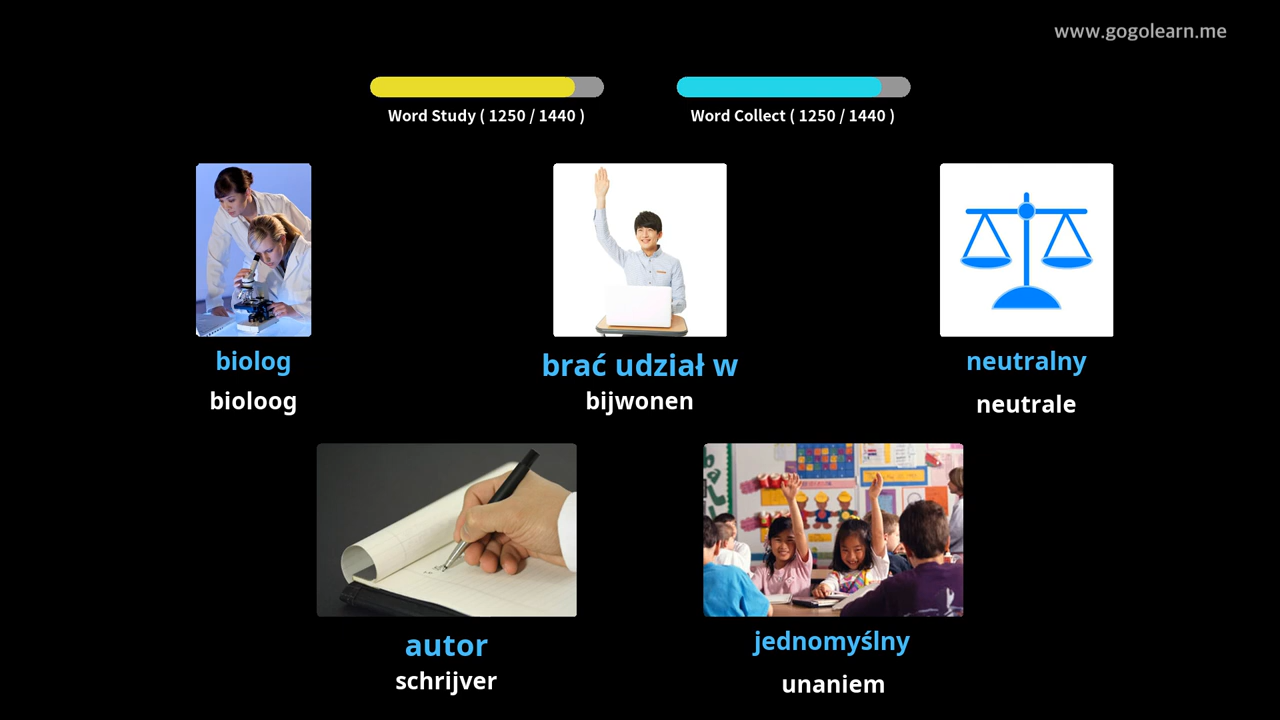 www.gogolearn.me
Word Study ( 1250 / 1440 )
Word Collect ( 1250 / 1440 )
biolog
bioloog
brać udział w
bijwonen
neutralny
neutrale
autor
schrijver
jednomyślny
unaniem